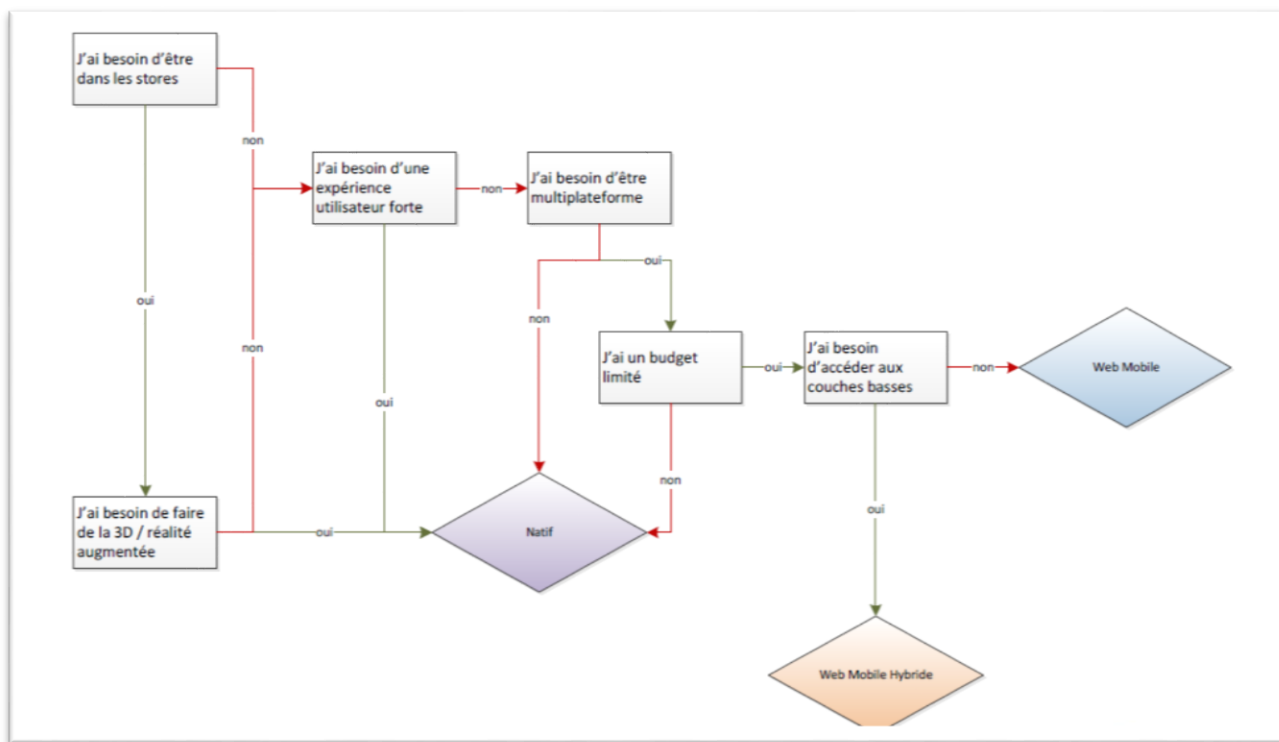 J'ai besoin d'être
dans les stores
non
J'ai besoin d'une
expérience
utilisateur forte
non
J'ai besoin d'être
multiplateforme
oui
oui
non
non
J'ai un budget
limité
oui
J'ai besoin
d'accéder aux
couches basses
non
Web Mobile
oui
non
oui
J'ai besoin de faire
de la 3D / réalité
augmentée
oui
Natif
Web Mobile Hybride